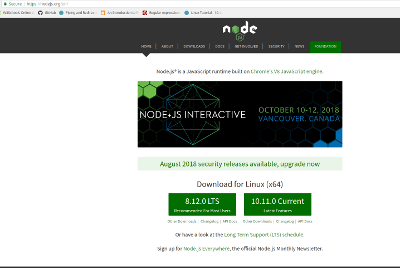 Secure
GitHub
node
HOME | ABOUT | DOWNLOADS | DOCS | GET INVOLVED | SECURITY | NEWS | FOUNDATION
Node.js® is a JavaScript runtime built on Chrome's V8 JavaScript engine.
NODE+JS INTERACTIVE
OCTOBER 10-12, 2018
VANCOUVER, CANADA
August 2018 security releases available, upgrade now
Download for Linux (x64)
8.12.0 LTS
Recommended For Most Users
10.11.0 Current
Latest Features
Other Downloads | Changelog | API Docs
Other Downloads | Changelog | API Docs
Or have a look at the Long Term Support (LTS) schedule.
Sign up for Node.js Everywhere, the official Node.js Monthly Newsletter.